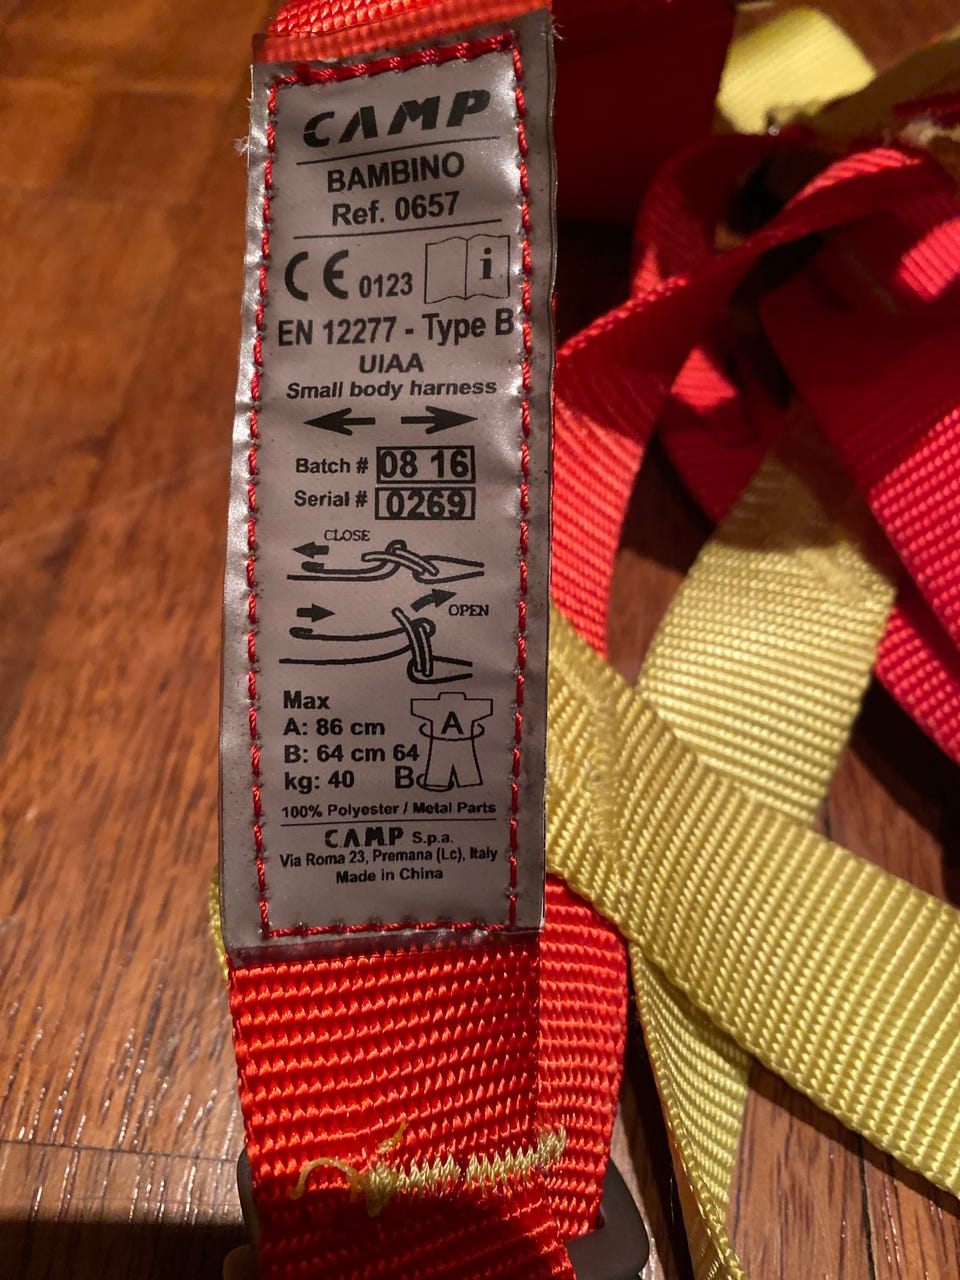 CAMP
BAMBINO
Ref. 0657
CE 0123 i
EN 12277 - Type B
UIAA
Small body harness
Batch # 08 16
Serial # 0269
CLOSE
OPEN
Max
A: 86 cm
B: 64 cm 64
kg: 40
A
B
100% Polyester / Metal Parts
C.A.M.P S.p.a.
Via Roma 23, Premana (Lc), Italy
Made in China